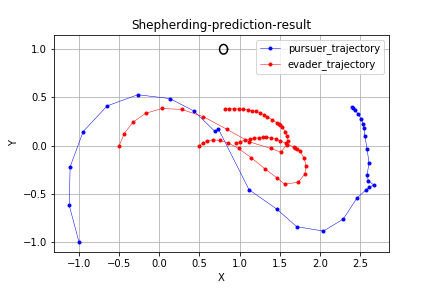 Shepherding-prediction-result
pursuer_trajectory
evader_trajectory
Y
1.0
0.5
0.0
−0.5
−1.0
−1.0 −0.5 0.0 0.5 1.0 1.5 2.0 2.5
X